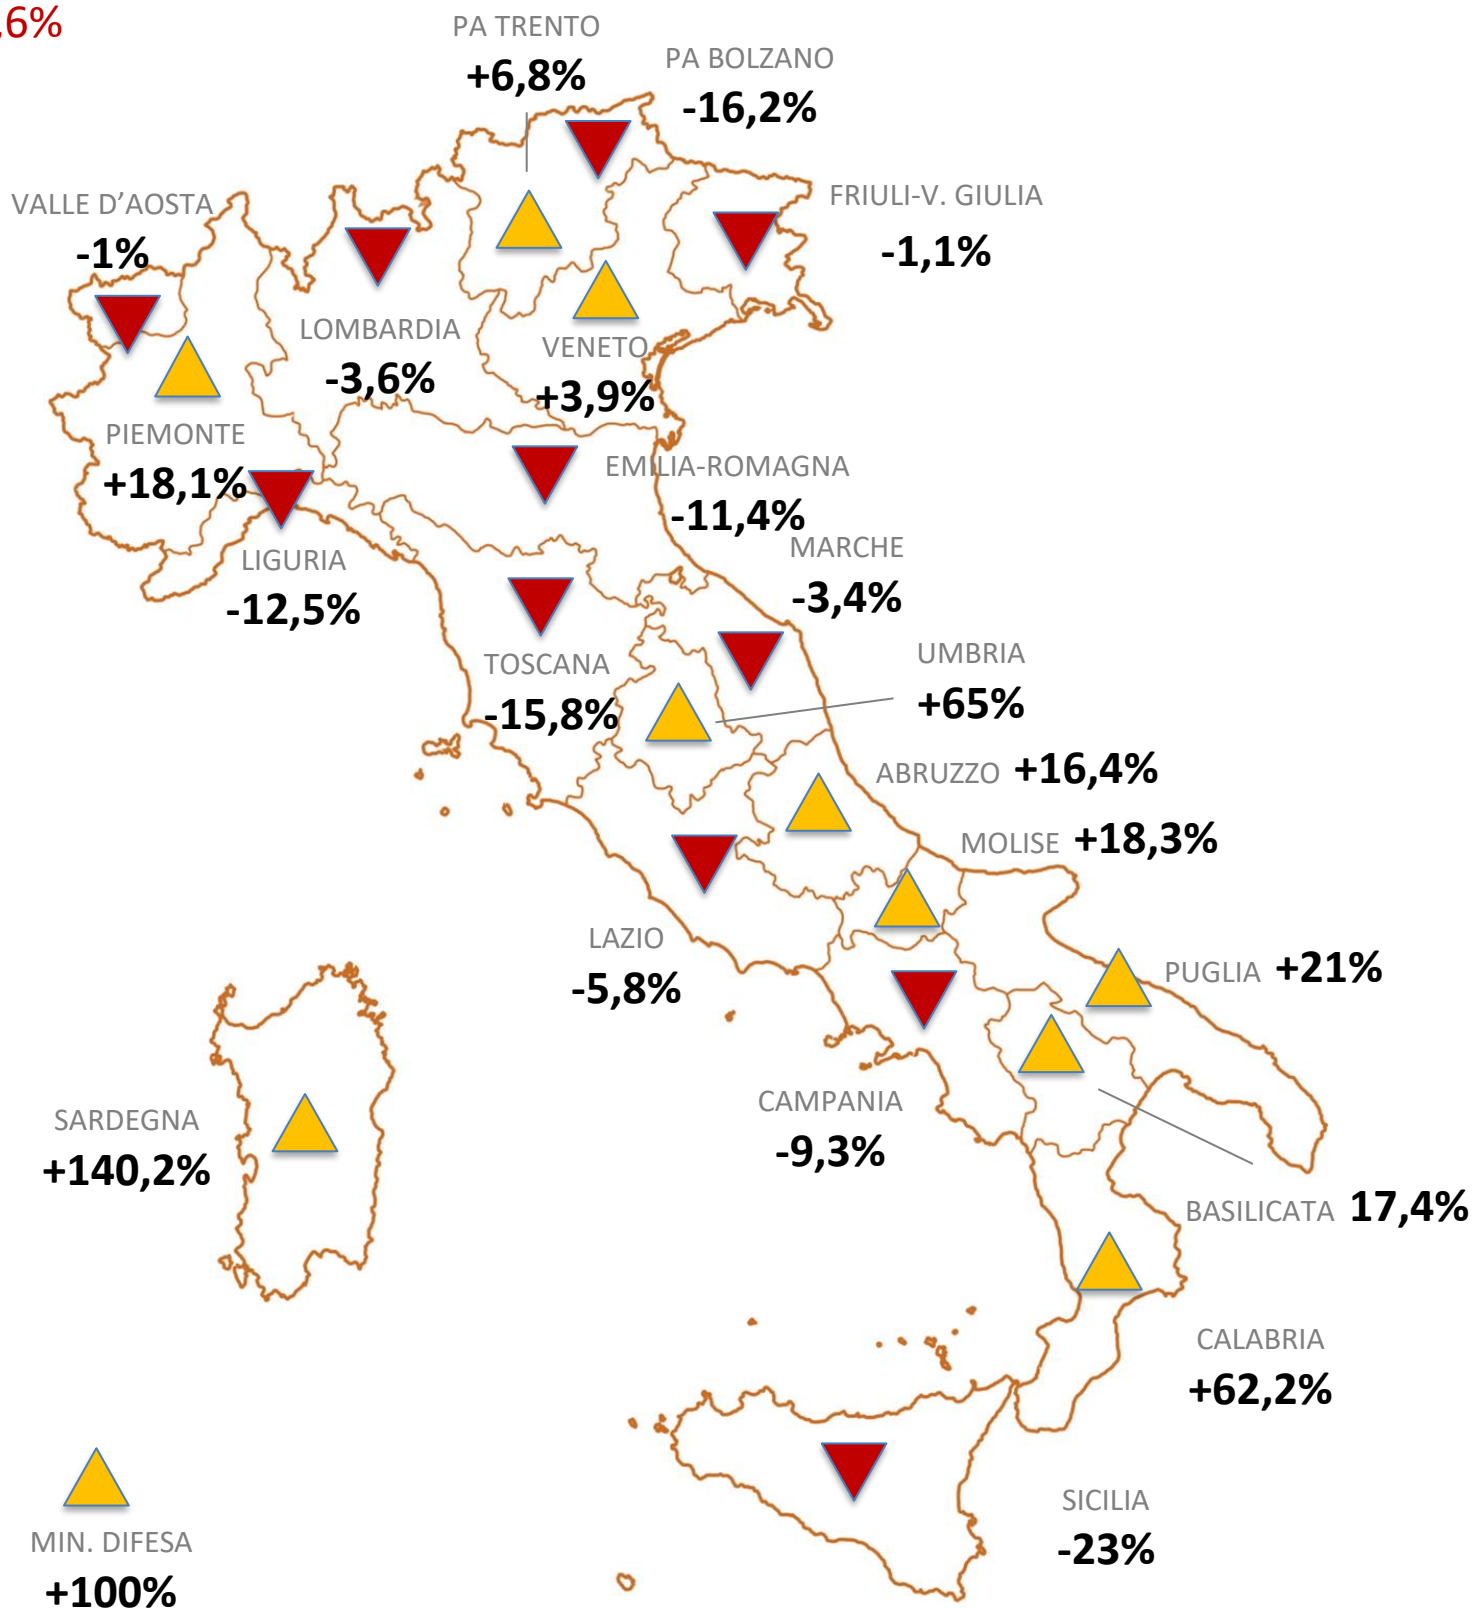 ,6%
PA TRENTO
+6,8%
PA BOLZANO
-16,2%
VALLE D’AOSTA
-1%
FRIULI-V. GIULIA
-1,1%
LOMBARDIA
-3,6%
VENETO
+3,9%
PIEMONTE
+18,1%
EMILIA-ROMAGNA
-11,4%
LIGURIA
-12,5%
MARCHE
-3,4%
TOSCANA
-15,8%
UMBRIA
+65%
ABRUZZO +16,4%
MOLISE +18,3%
LAZIO
-5,8%
PUGLIA +21%
CAMPANIA
-9,3%
SARDEGNA
+140,2%
BASILICATA 17,4%
CALABRIA
+62,2%
SICILIA
-23%
MIN. DIFESA
+100%